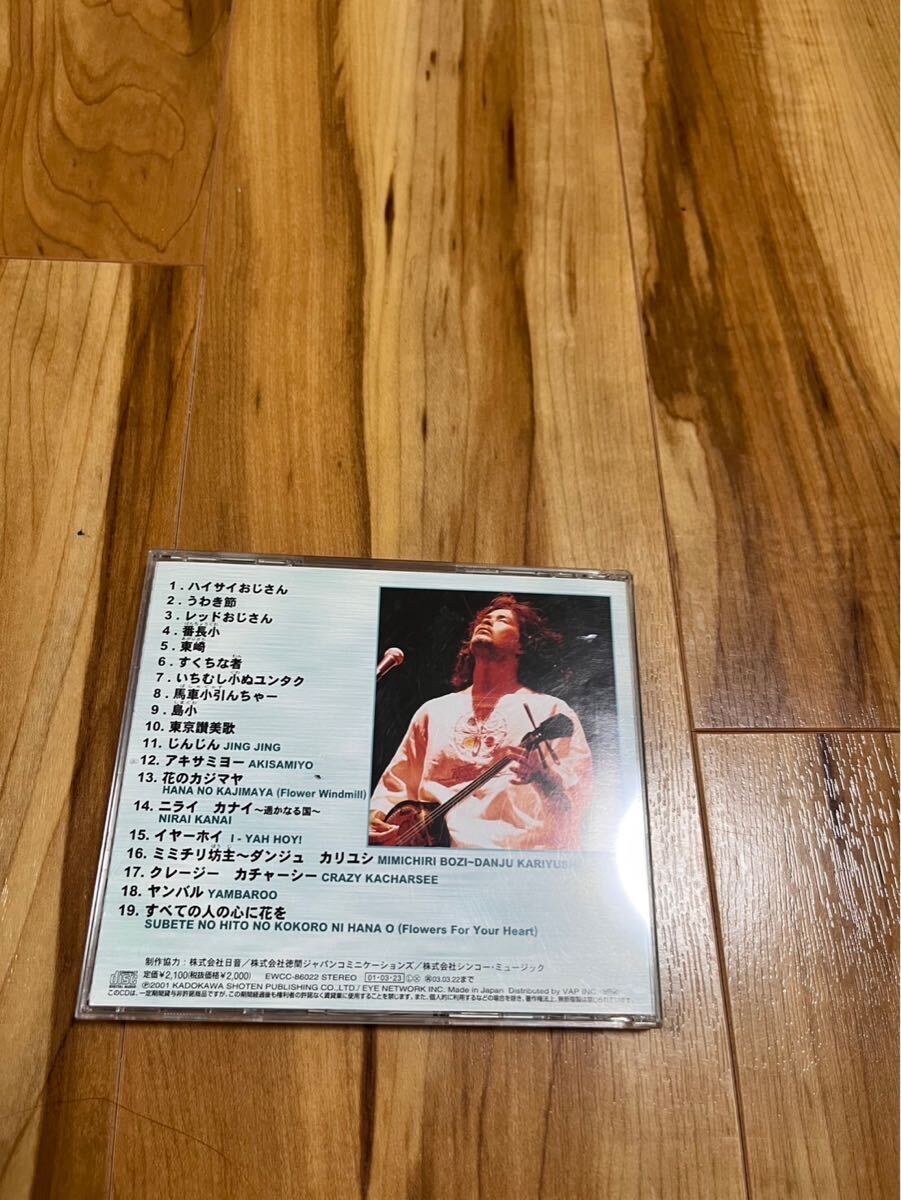 1. ハイサイおじさん
2. うわき節
3. レッドおじさん
4. 番長小
5. 東崎
6. すくちな者
7. いちむし小ぬユンタク
8. 馬車小引んちゃー
9. 島小
10. 東京讃美歌
11. じんじん JING JING
12. アキサミヨー AKISAMIYO
13. 花のカジマヤ
HANA NO KAJIMAYA (Flower Windmill)
14. ニライ カナイ〜遥かなる国〜
NIRAI KANAI
15. イヤーホイ I - YAH HOY!
16. ミミチリ坊主〜ダンジュ カリユシ MIMICHIRI BOZI~DANJU KARIYUSHI
17. クレージー カチャーシー CRAZY KACHARSEE
18. ヤンバル YAMBAROO
19. すべての人の心に花を
SUBETE NO HITO NO KOKORO NI HANA O (Flowers For Your Heart)
制作協力：株式会社日音／株式会社徳間ジャパンコミニケーションズ／株式会社シンコー・ミュージック
定価￥2,100(税抜価格￥2,000) EWCC-86022 STEREO 01·03·23 03.03.22まで
Ⓟ2001 KADOKAWA SHOTEN PUBLISHING CO.,LTD./ EYE NETWORK INC. Made in Japan Distributed by VAP INC.